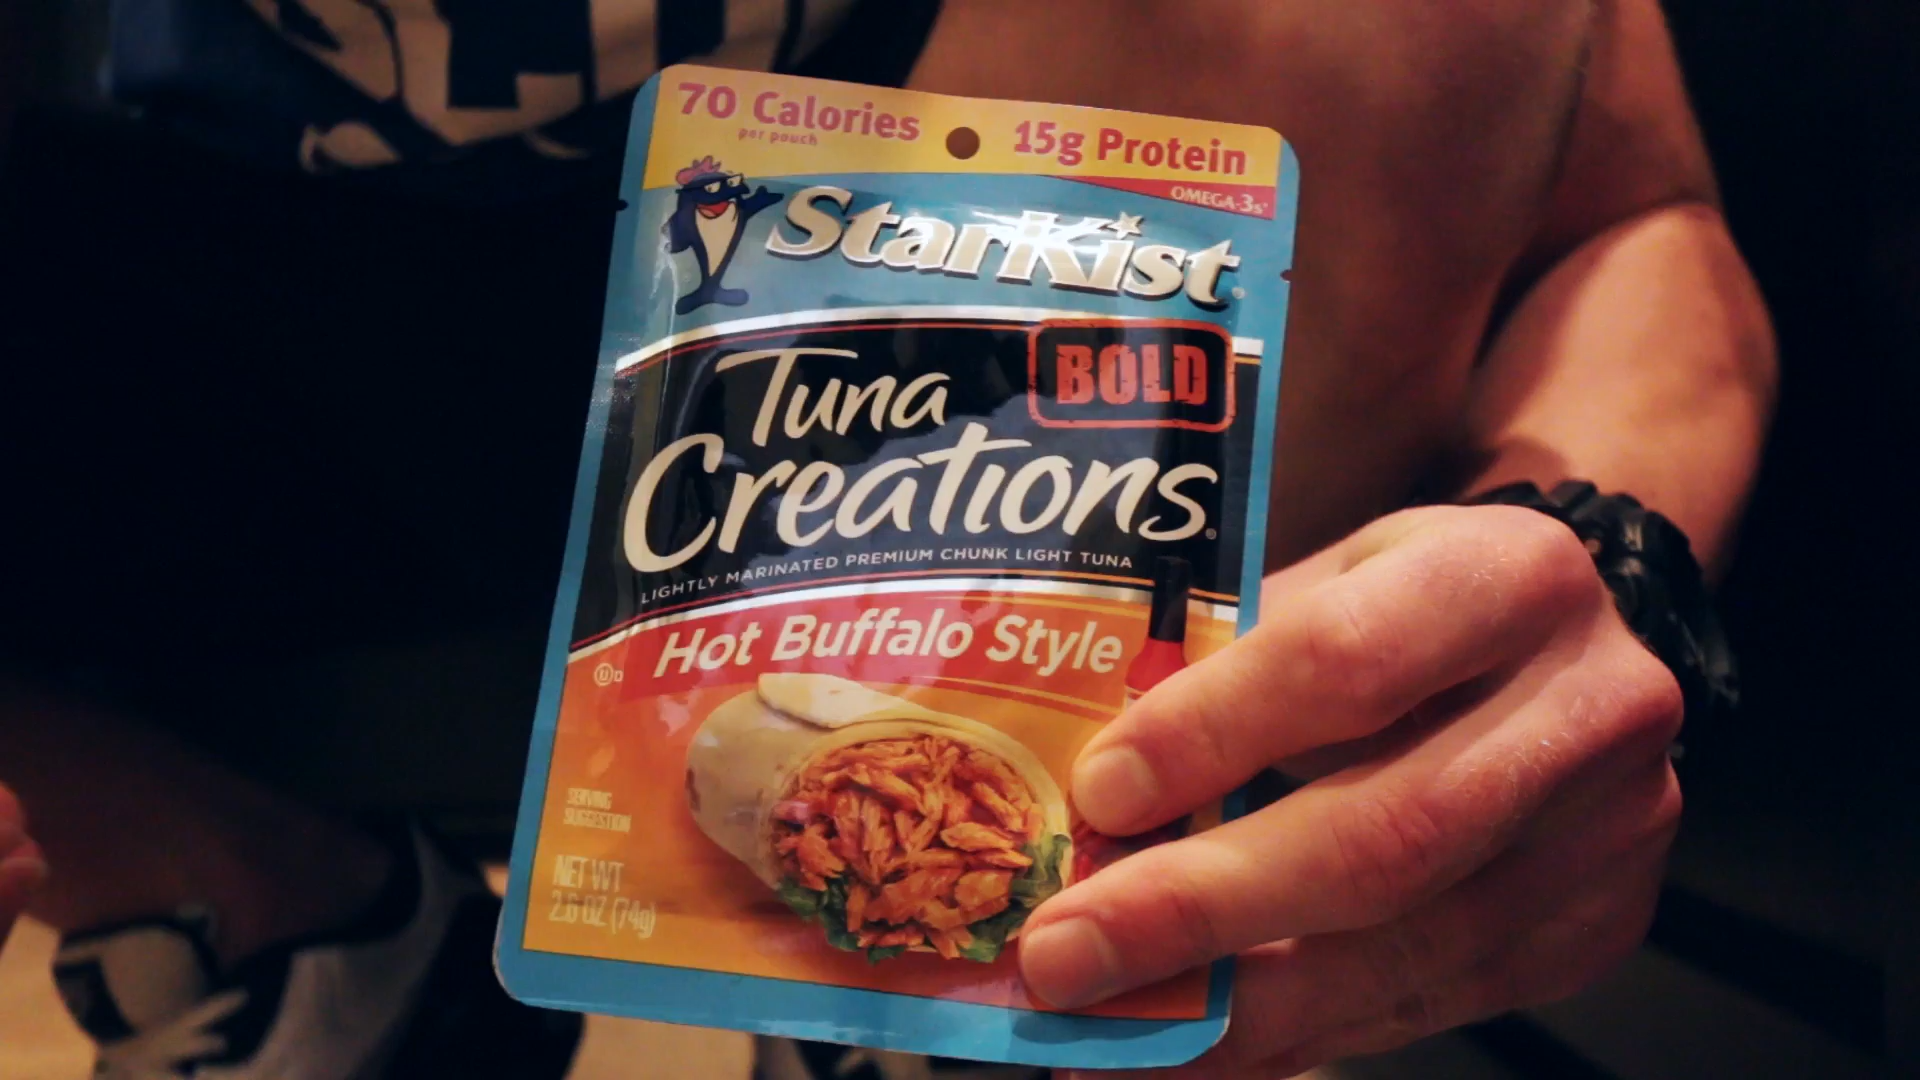 70 Calories
per pouch
15g Protein
OMEGA-3s*
StarKist®
Tuna
BOLD
Creations®
LIGHTLY MARINATED PREMIUM CHUNK LIGHT TUNA
Hot Buffalo Style
U D
SERVING
SUGGESTION
NET WT
2.6 OZ (74g)